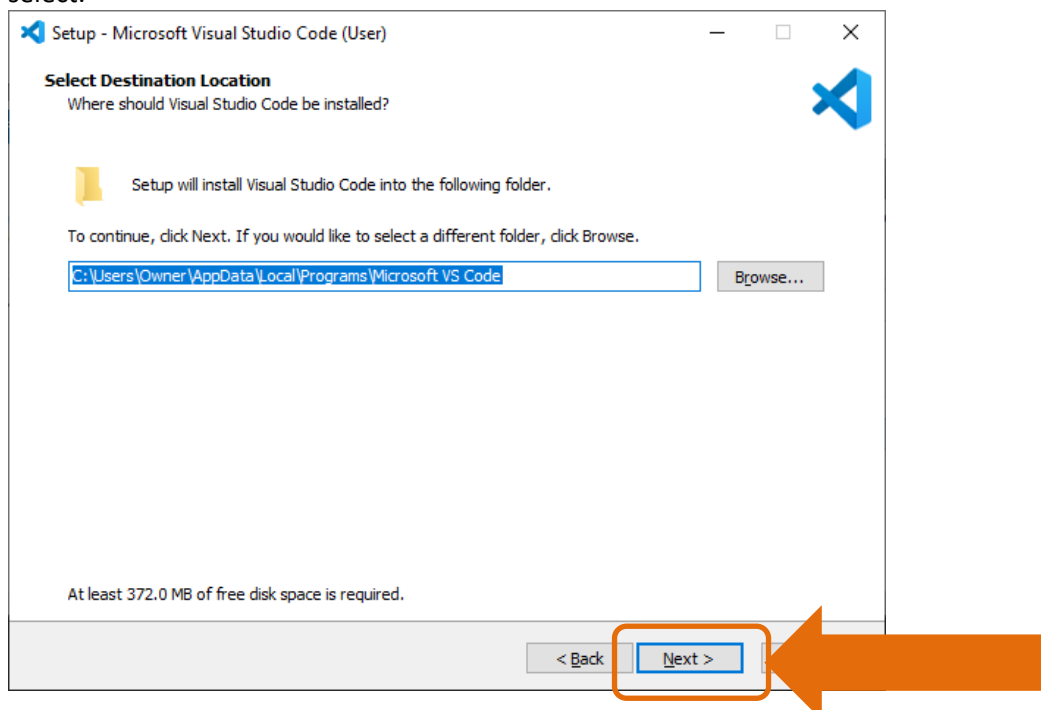 select:
Setup - Microsoft Visual Studio Code (User)
Select Destination Location
Where should Visual Studio Code be installed?
Setup will install Visual Studio Code into the following folder.
To continue, click Next. If you would like to select a different folder, click Browse.
C:\Users\Owner\AppData\Local\Programs\Microsoft VS Code
Browse...
At least 372.0 MB of free disk space is required.
< Back Next >